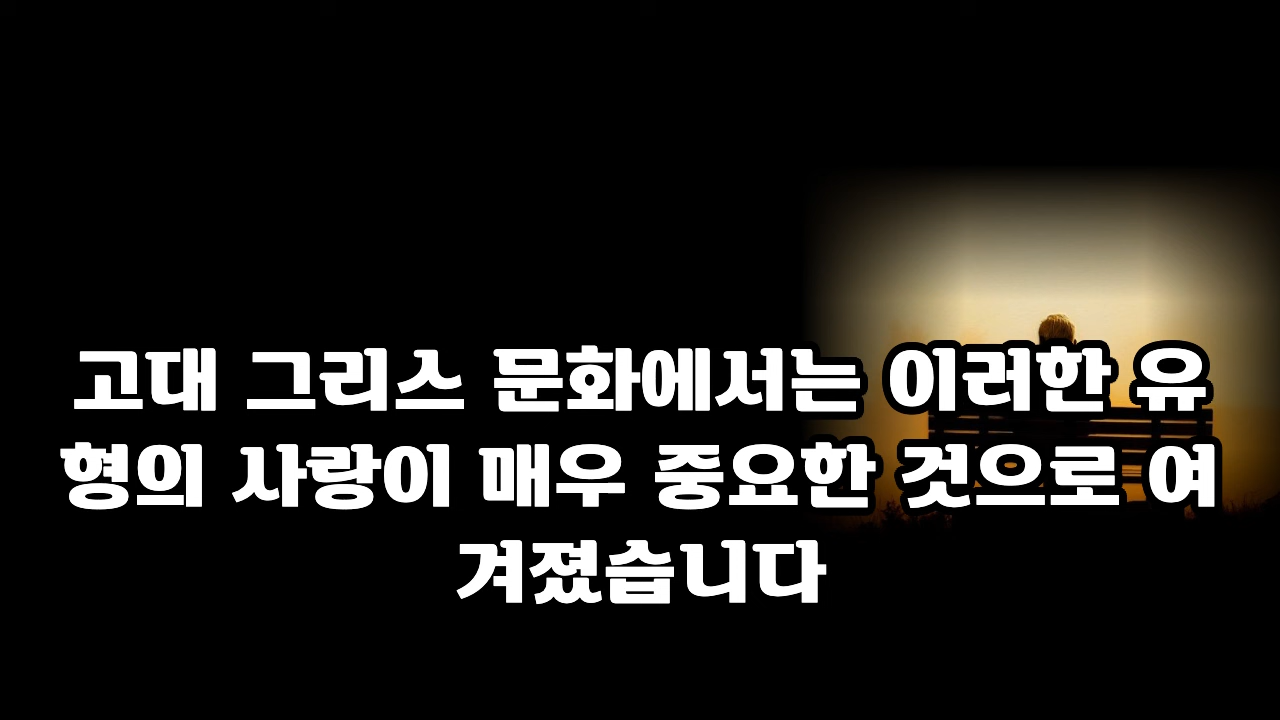 고대 그리스 문화에서는 이러한 유
형의 사랑이 매우 중요한 것으로 여
겨졌습니다